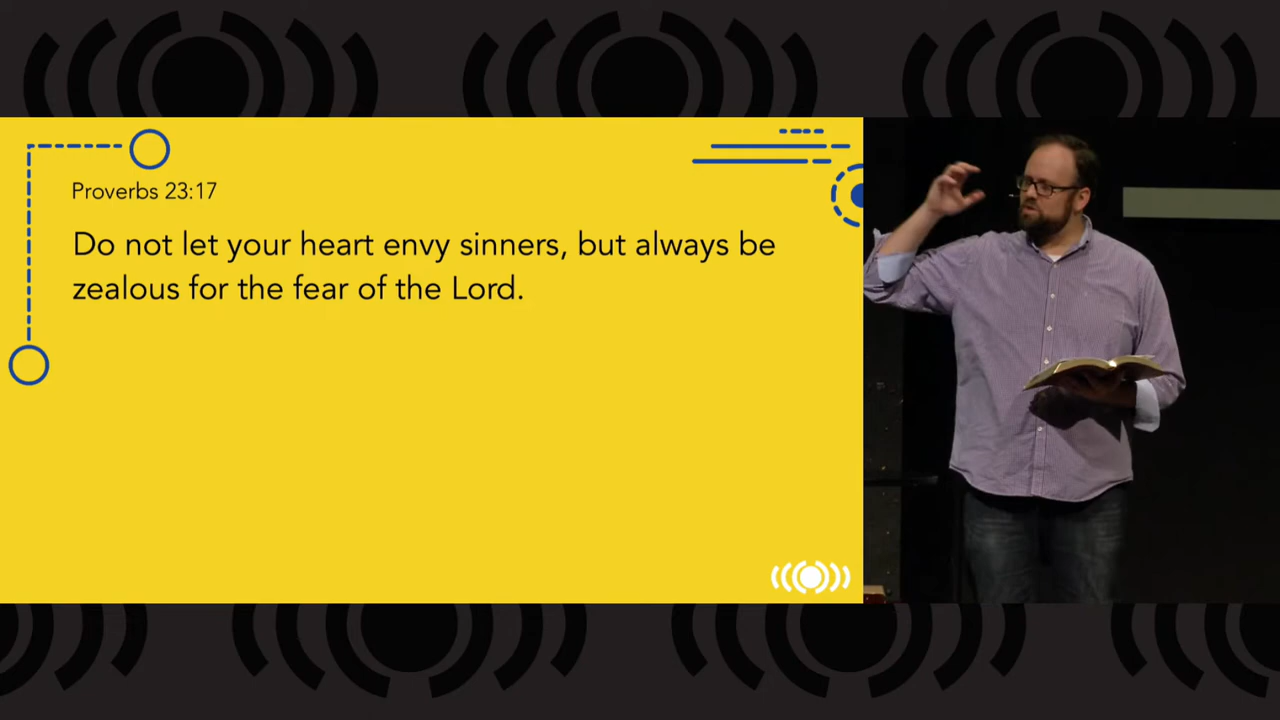 Proverbs 23:17
Do not let your heart envy sinners, but always be
zealous for the fear of the Lord.